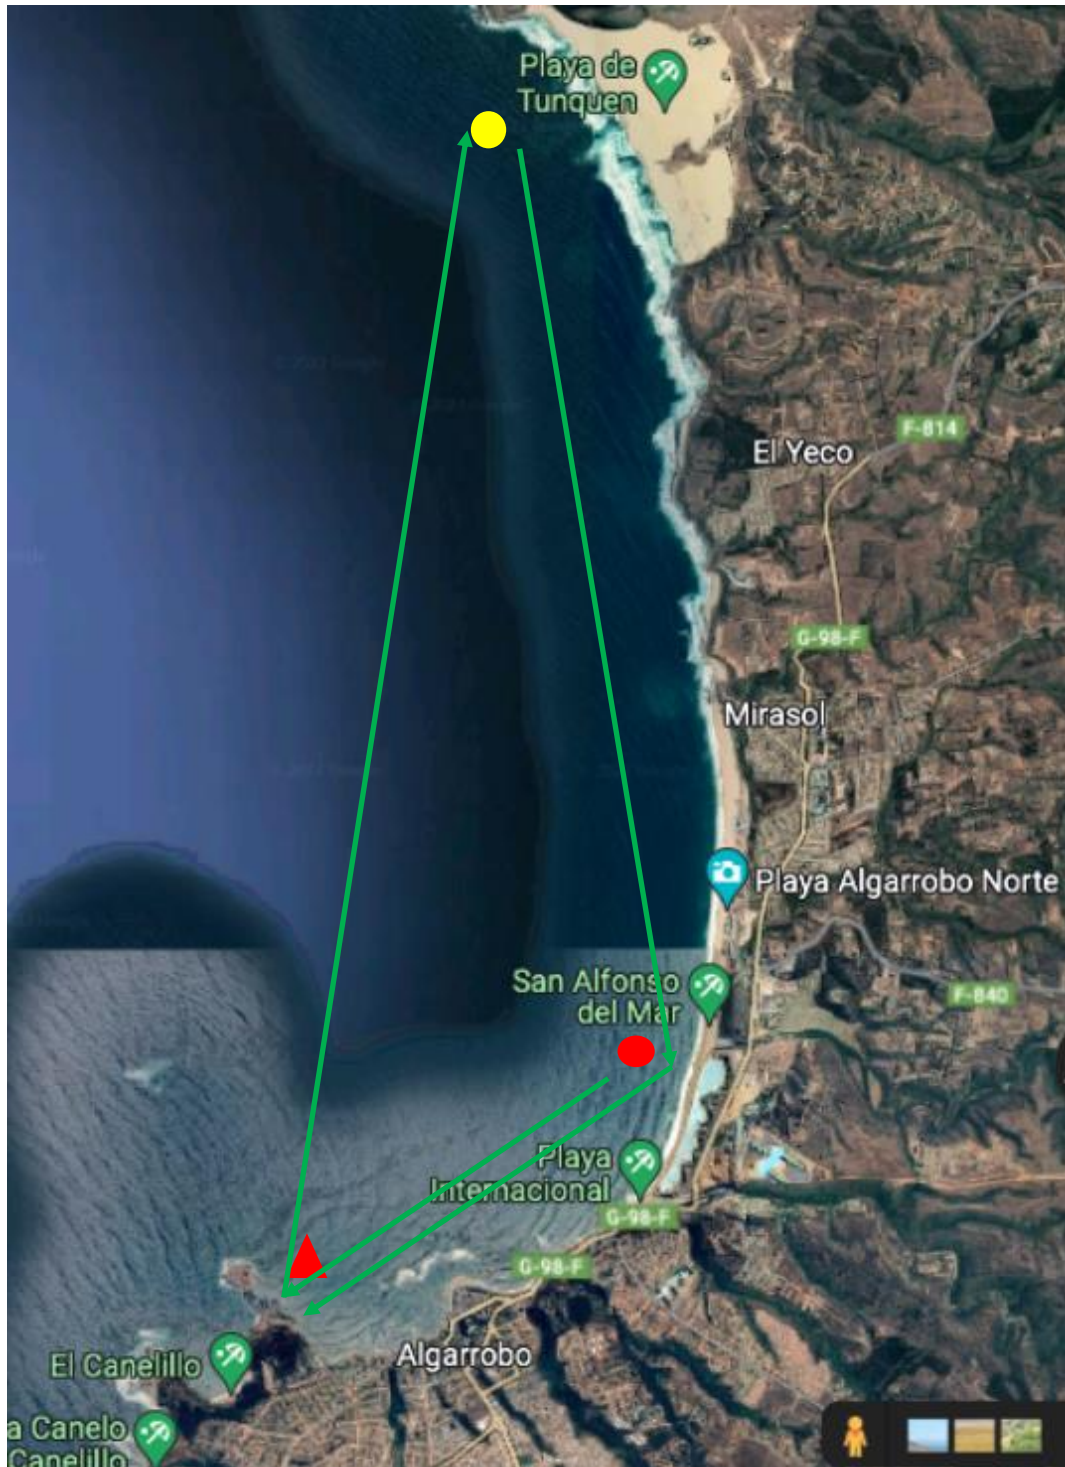 Playa de
Tunquen
F-814
El Yeco
G-98-F
Mirasol
Playa Algarrobo Norte
San Alfonso
del Mar
F-840
Playa
Internacional
G-98-F
G-98-F
Algarrobo
El Canelillo
a Canelo
Canelillo